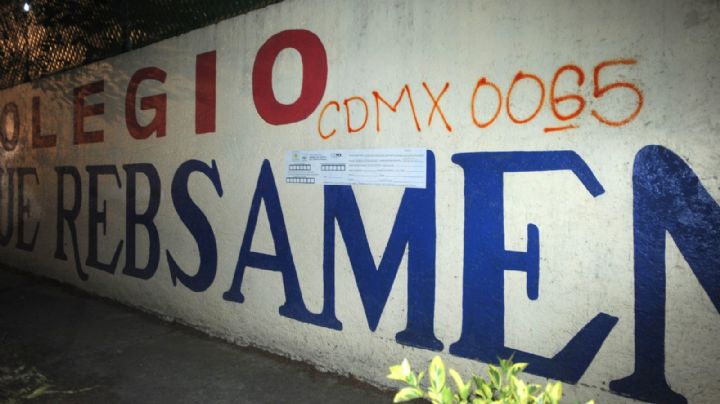 OLEGIO
CDMX 0065
UE REBSAMEN